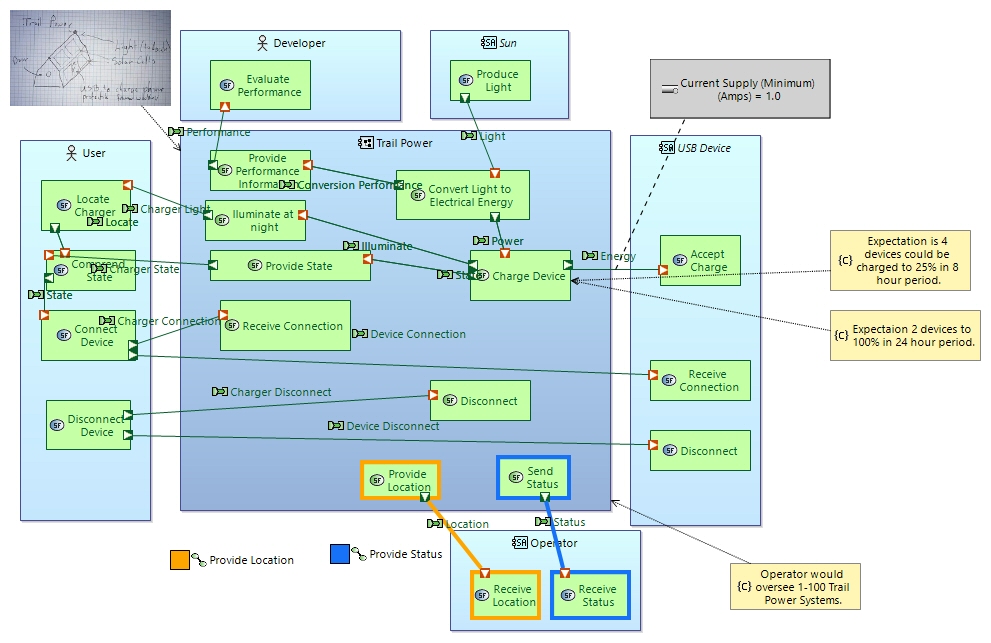 Trail Power
Light (Outside)
Solar Cells
Door
USB to charge phone
Developer
Evaluate
Performance
Sun
Produce
Light
Current Supply (Minimum)
(Amps) = 1.0
Performance
Light
Trail Power
User
USB Device
Provide
Performance
Information
Conversion Performance
Convert Light to
Electrical Energy
Locate
Charger
Charger Light
Locate
Illuminate at
night
Illuminate
Power
Energy
Accept
Charge
Expectation is 4
devices could be
charged to 25% in 8
hour period.
{C}
Comprend
State
Charger State
Provide State
State
Charge Device
State
Charger Connection
Connect
Device
Receive Connection
Device Connection
Expectaion 2 devices to
100% in 24 hour period.
{C}
Receive
Connection
Charger Disconnect
Disconnect
Disconnect
Device
Device Disconnect
Disconnect
Provide
Location
Send
Status
Location
Status
Operator
Provide Location
Provide Status
Receive
Location
Receive
Status
Operator would
oversee 1-100 Trail
Power Systems.
{C}